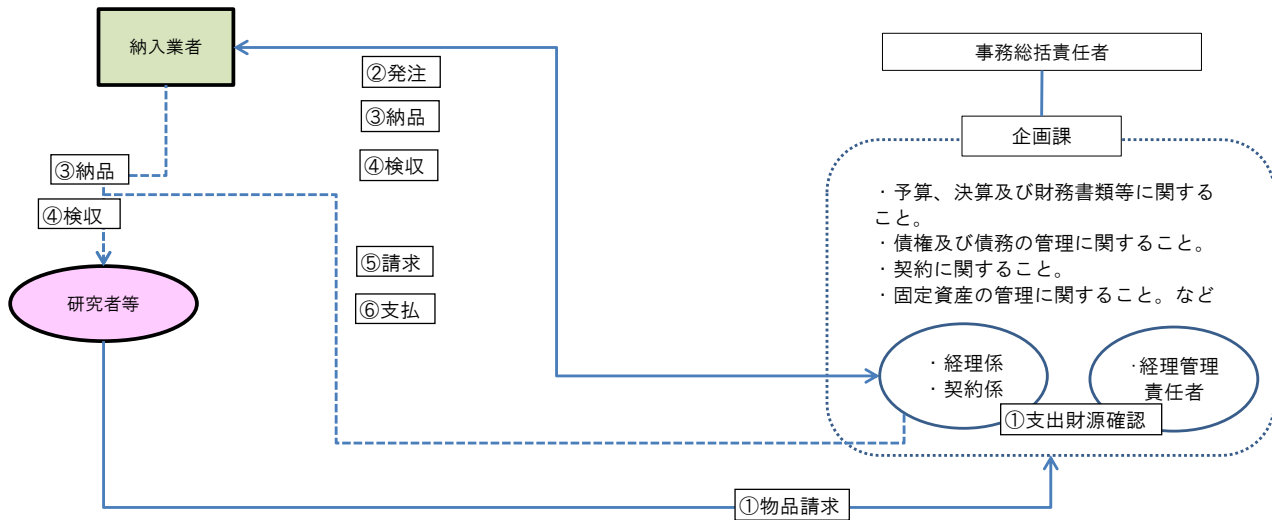 納入業者
事務総括責任者
②発注
③納品
④検収
企画課
③納品
④検収
・予算、決算及び財務書類等に関する
こと。
・債権及び債務の管理に関すること。
・契約に関すること。
・固定資産の管理に関すること。など
⑤請求
⑥支払
研究者等
・経理係
・契約係
・経理管理
責任者
①支出財源確認
①物品請求